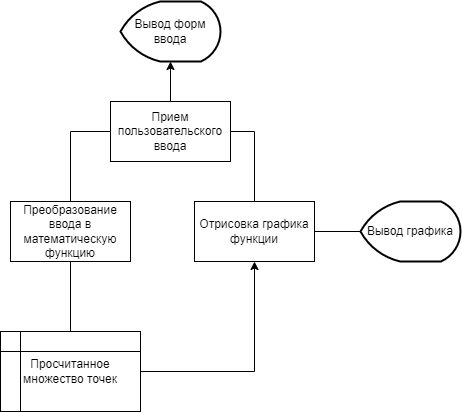 Вывод форм
ввода
Прием
пользовательского
ввода
Преобразование
ввода в
математическую
функцию
Отрисовка графика
функции
Вывод графика
Просчитанное
множество точек